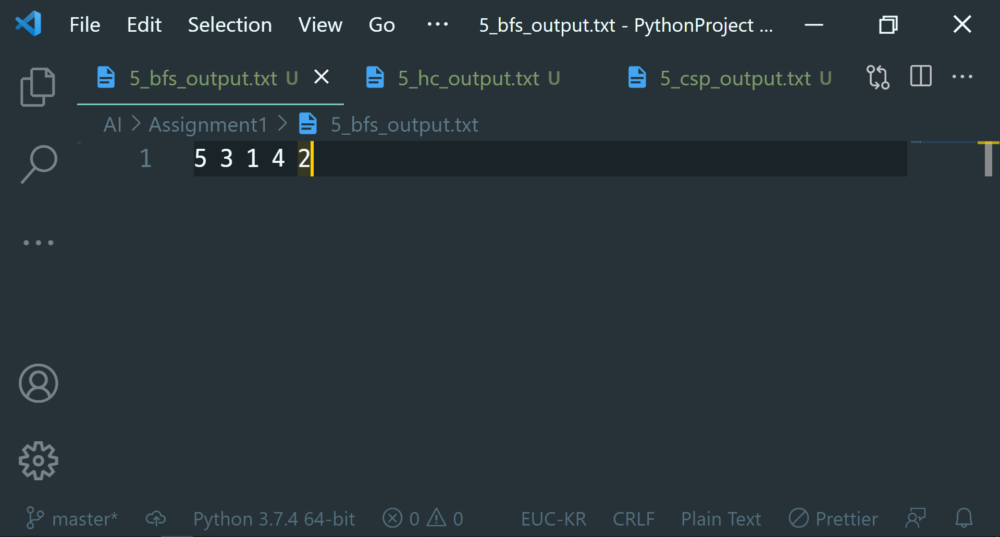 File Edit Selection View Go ··· 5_bfs_output.txt - PythonProject ...
5_bfs_output.txt U 5_hc_output.txt U 5_csp_output.txt U
AI > Assignment1 > 5_bfs_output.txt
1 5 3 1 4 2
master* Python 3.7.4 64-bit 0 0 EUC-KR CRLF Plain Text Prettier